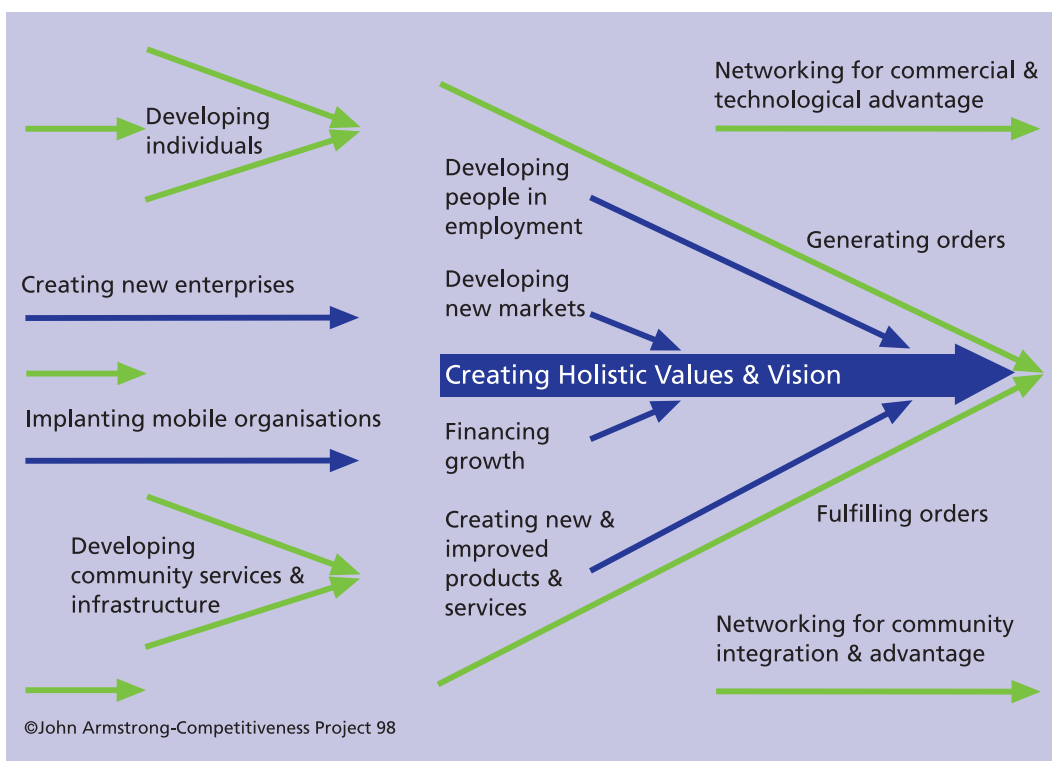 Developing
individuals
Creating new enterprises
Implanting mobile organisations
Developing
community services &
infrastructure
Developing
people in
employment
Developing
new markets
Creating Holistic Values & Vision
Financing
growth
Creating new &
improved
products &
services
Networking for commercial &
technological advantage
Generating orders
Fulfilling orders
Networking for community
integration & advantage
©John Armstrong-Competitiveness Project 98